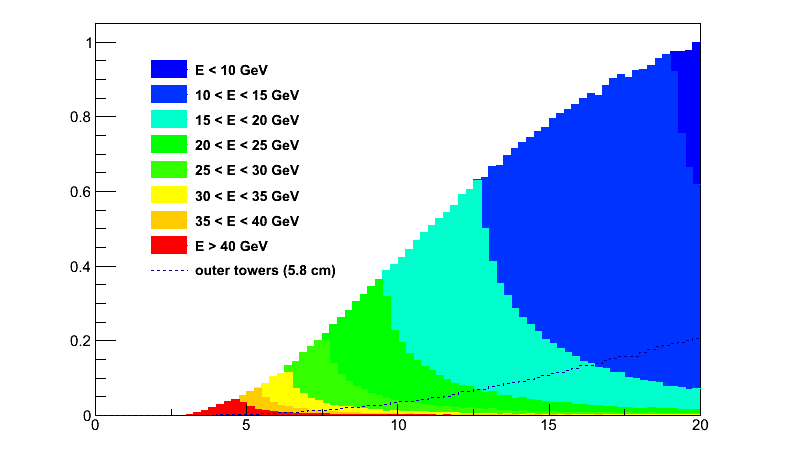 1
0.8
0.6
0.4
0.2
0
E < 10 GeV
10 < E < 15 GeV
15 < E < 20 GeV
20 < E < 25 GeV
25 < E < 30 GeV
30 < E < 35 GeV
35 < E < 40 GeV
E > 40 GeV
outer towers (5.8 cm)
0 5 10 15 20